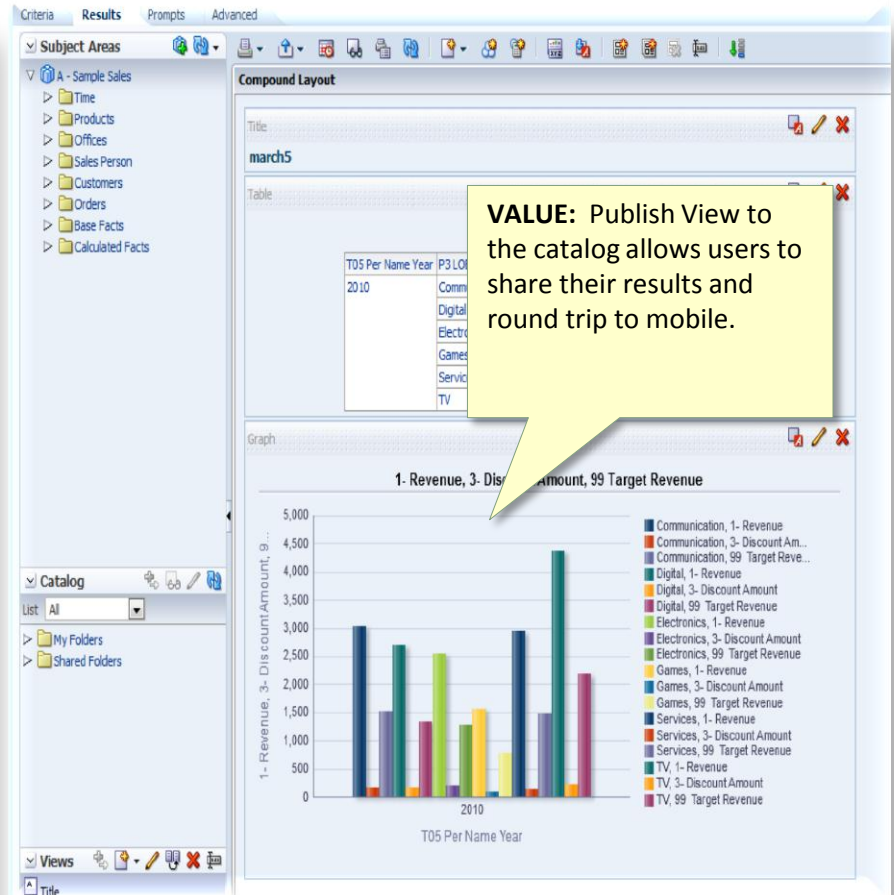 Criteria Results Prompts Advanced
Subject Areas
A - Sample Sales
Time
Products
Offices
Sales Person
Customers
Orders
Base Facts
Calculated Facts
Catalog
List All
My Folders
Shared Folders
Views
Title
Compound Layout
Title
march5
Table
T05 Per Name Year P3 LOB
2010
Digital
Games
TV
VALUE: Publish View to
the catalog allows users to
share their results and
round trip to mobile.
Graph
1- Revenue, 3- Dis Amount, 99 Target Revenue
1- Revenue, 3- Discount Amount, 9...
5,000
4,500
4,000
3,500
3,000
2,500
2,000
1,500
1,000
500
0
2010
T05 Per Name Year
Communication, 1- Revenue
Communication, 3- Discount Am...
Communication, 99 Target Reve...
Digital, 1- Revenue
Digital, 3- Discount Amount
Digital, 99 Target Revenue
Electronics, 1- Revenue
Electronics, 3- Discount Amount
Electronics, 99 Target Revenue
Games, 1- Revenue
Games, 3- Discount Amount
Games, 99 Target Revenue
Services, 1- Revenue
Services, 3- Discount Amount
Services, 99 Target Revenue
TV, 1- Revenue
TV, 3- Discount Amount
TV, 99 Target Revenue